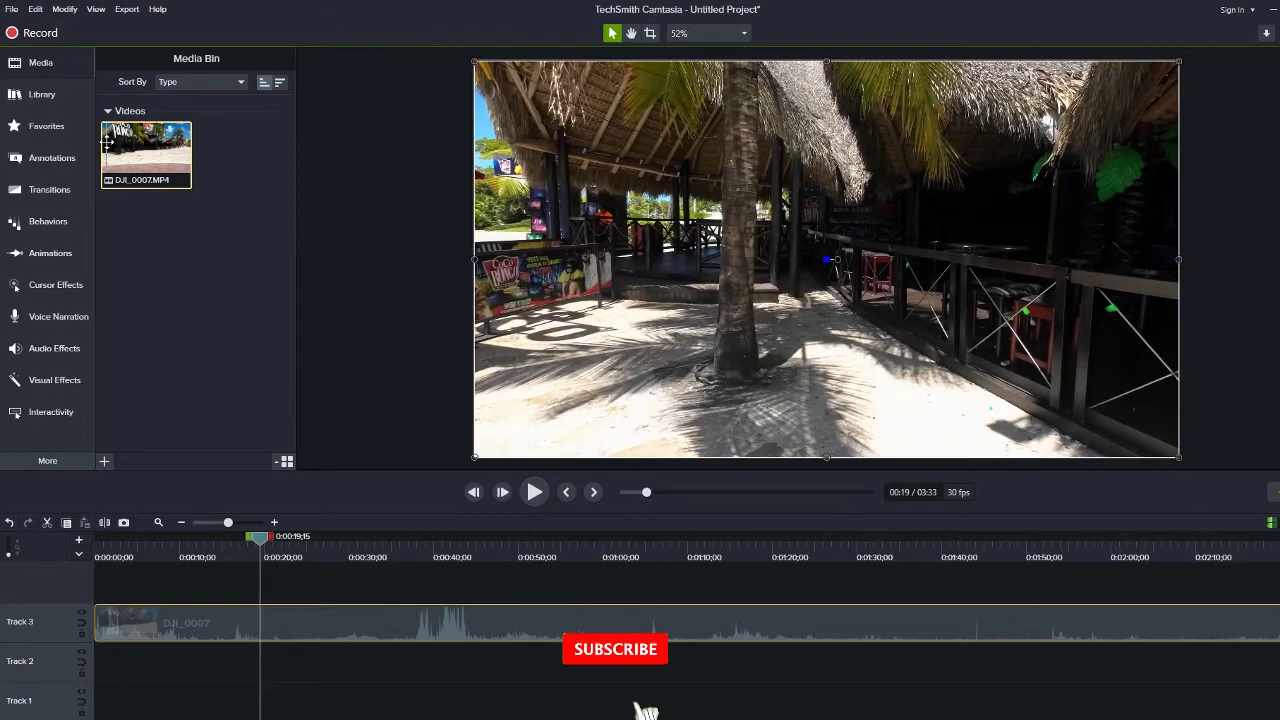 File Edit Modify View Export Help
TechSmith Camtasia - Untitled Project*
Sign In
Record
52%
Media
Library
Favorites
Annotations
Transitions
Behaviors
Animations
Cursor Effects
Voice Narration
Audio Effects
Visual Effects
Interactivity
More
Media Bin
Sort By Type
Videos
DJI_0007.MP4
COCO
BONGO
00:19 / 03:33 30 fps
0:00:19;15
0:00:00;00 0:00:10;00 0:00:20;00 0:00:30;00 0:00:40;00 0:00:50;00 0:01:00;00 0:01:10;00 0:01:20;00 0:01:30;00 0:01:40;00 0:01:50;00 0:02:00;00 0:02:10;00
Track 3
DJI_0007
SUBSCRIBE
Track 2
Track 1